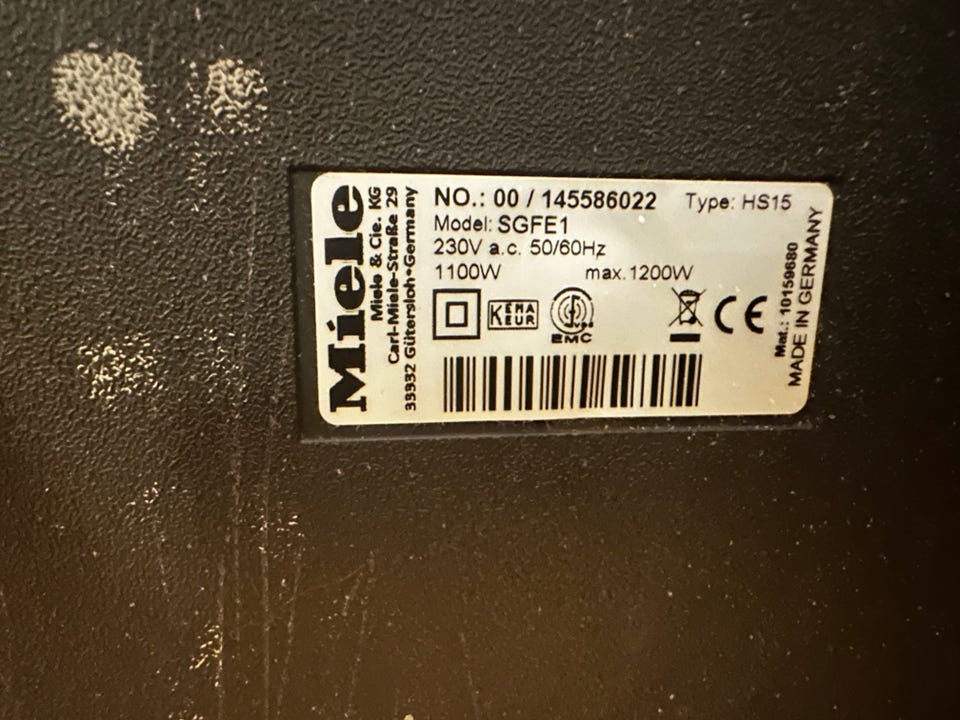 Miele
Miele & Cie. KG
Carl-Miele-Straße 29
33332 Gütersloh•Germany
NO.: 00 / 145586022 Type: HS15
Model: SGFE1
230V a.c. 50/60Hz
1100W max.1200W
KEMA
KEUR
EMC
CE
Mat.: 10159680
MADE IN GERMANY